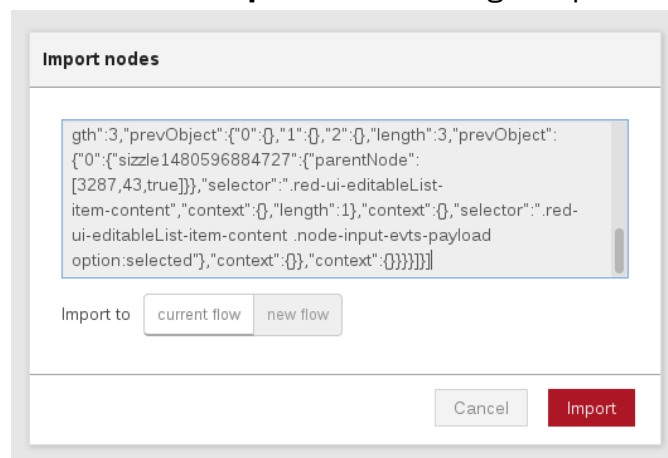 Import nodes
gth":3,"prevObject":{"0":{},"1":{},"2":{},"length":3,"prevObject":
{"0":{"sizzle1480596884727":{"parentNode":
[3287,43,true]}},"selector":".red-ui-editableList-
item-content","context":{},"length":1},"context":{},"selector":".red-
ui-editableList-item-content .node-input-evts-payload
option:selected"},"context":{}},"context":{}}}}]}]
Import to
current flow
new flow
Cancel
Import